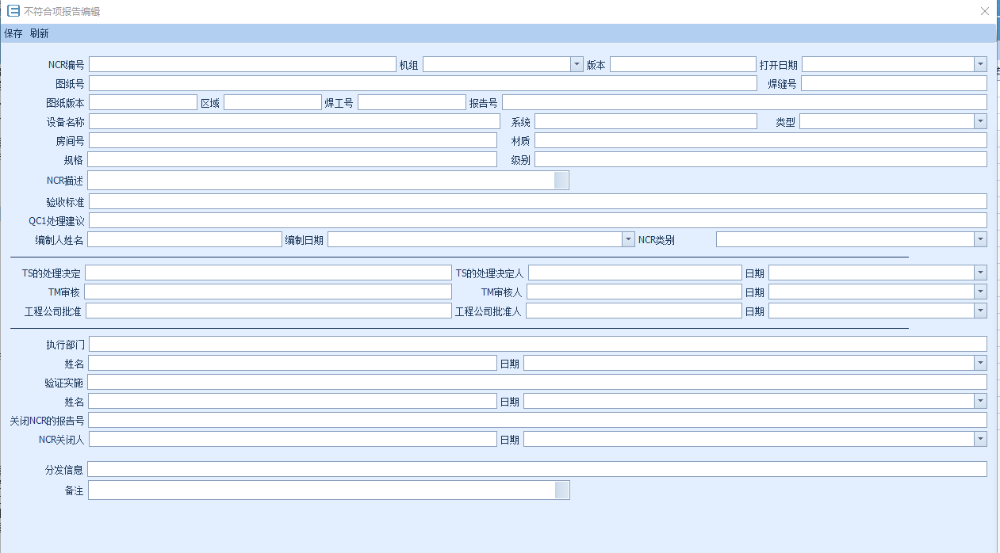 不符合项报告编辑
保存 刷新
NCR编号 机组 版本 打开日期
图纸号 焊缝号
图纸版本 区域 焊工号 报告号
设备名称 系统 类型
房间号 材质
规格 级别
NCR描述
验收标准
QC1处理建议
编制人姓名 编制日期 NCR类别
TS的处理决定 TS的处理决定人 日期
TM审核 TM审核人 日期
工程公司批准 工程公司批准人 日期
执行部门
姓名 日期
验证实施
姓名 日期
关闭NCR的报告号
NCR关闭人 日期
分发信息
备注